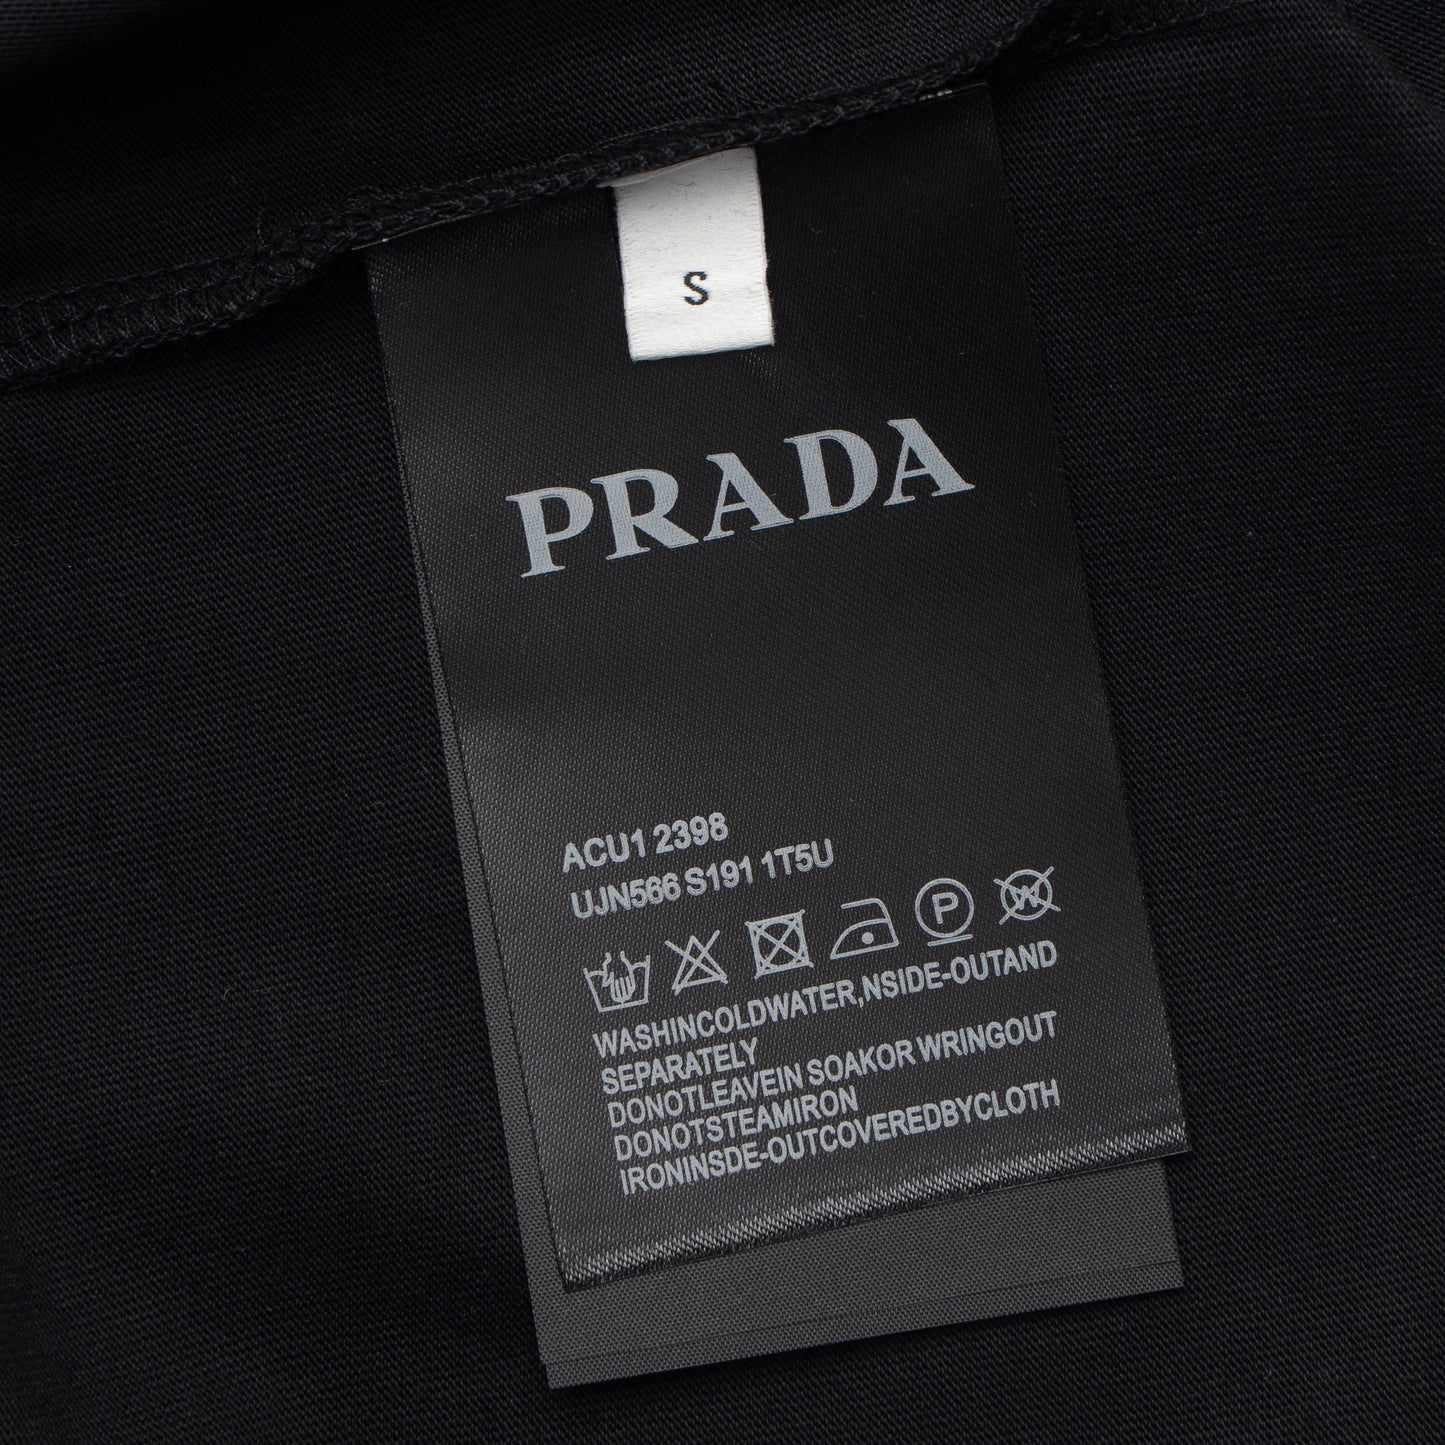 S
PRADA
ACU1 2398
UJN566 S191 1T5U
P
W
WASHINCOLDWATER,NSIDE-OUTAND
SEPARATELY
DONOTLEAVEIN SOAKOR WRINGOUT
DONOTSTEAMIRON
IRONINSDE-OUTCOVEREDBYCLOTH